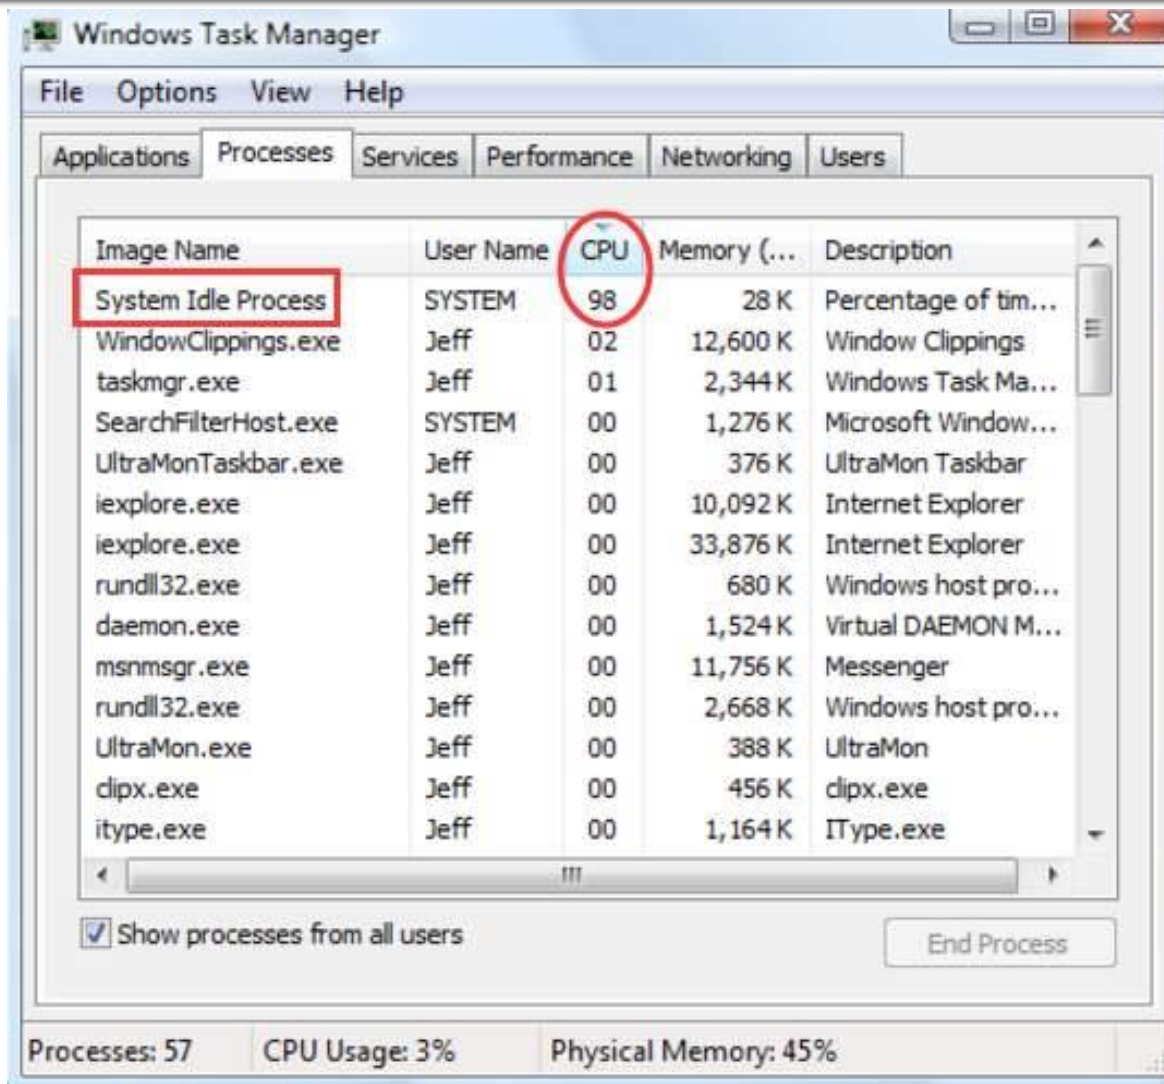 Windows Task Manager
File Options View Help
Applications Processes Services Performance Networking Users
Image Name User Name CPU Memory (... Description
System Idle Process SYSTEM 98 28 K Percentage of tim...
WindowClippings.exe Jeff 02 12,600 K Window Clippings
taskmgr.exe Jeff 01 2,344 K Windows Task Ma...
SearchFilterHost.exe SYSTEM 00 1,276 K Microsoft Window...
UltraMonTaskbar.exe Jeff 00 376 K UltraMon Taskbar
iexplore.exe Jeff 00 10,092 K Internet Explorer
iexplore.exe Jeff 00 33,876 K Internet Explorer
rundll32.exe Jeff 00 680 K Windows host pro...
daemon.exe Jeff 00 1,524 K Virtual DAEMON M...
msnmsgr.exe Jeff 00 11,756 K Messenger
rundll32.exe Jeff 00 2,668 K Windows host pro...
UltraMon.exe Jeff 00 388 K UltraMon
clipx.exe Jeff 00 456 K clipx.exe
itype.exe Jeff 00 1,164 K IType.exe
Show processes from all users
End Process
Processes: 57 CPU Usage: 3% Physical Memory: 45%